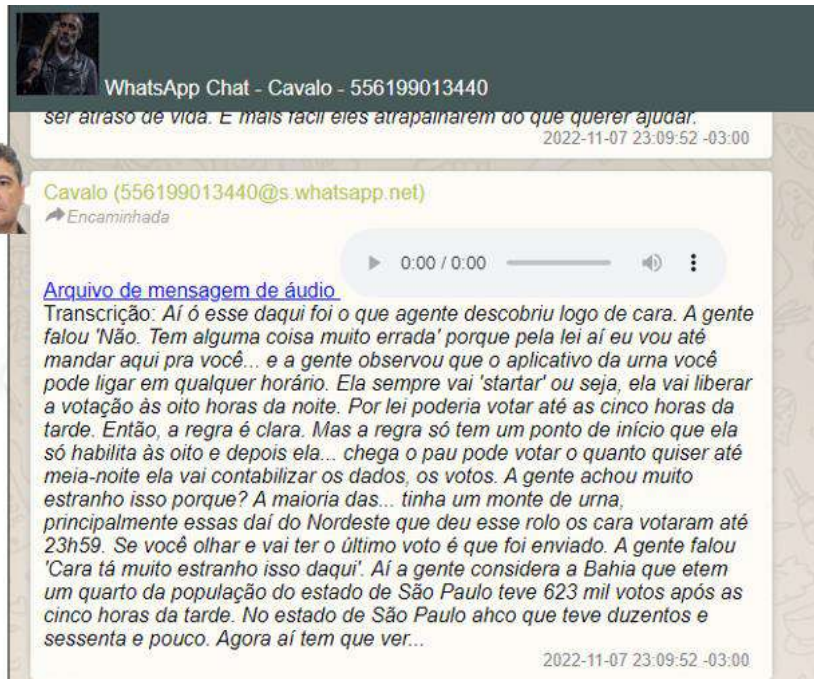 WhatsApp Chat - Cavalo - 556199013440
ser atraso de vida. É mais fácil eles atrapalharem do que querer ajudar.
2022-11-07 23:09:52 -03:00
Cavalo (556199013440@s.whatsapp.net)
Encaminhada
0:00 / 0:00
Arquivo de mensagem de áudio
Transcrição: Aí ó esse daqui foi o que agente descobriu logo de cara. A gente
falou 'Não. Tem alguma coisa muito errada' porque pela lei aí eu vou até
mandar aqui pra você... e a gente observou que o aplicativo da urna você
pode ligar em qualquer horário. Ela sempre vai 'startar' ou seja, ela vai liberar
a votação às oito horas da noite. Por lei poderia votar até as cinco horas da
tarde. Então, a regra é clara. Mas a regra só tem um ponto de início que ela
só habilita às oito e depois ela... chega o pau pode votar o quanto quiser até
meia-noite ela vai contabilizar os dados, os votos. A gente achou muito
estranho isso porque? A maioria das... tinha um monte de urna,
principalmente essas daí do Nordeste que deu esse rolo os cara votaram até
23h59. Se você olhar e vai ter o último voto é que foi enviado. A gente falou
'Cara tá muito estranho isso daqui'. Aí a gente considera a Bahia que etem
um quarto da população do estado de São Paulo teve 623 mil votos após as
cinco horas da tarde. No estado de São Paulo ahco que teve duzentos e
sessenta e pouco. Agora aí tem que ver...
2022-11-07 23:09:52 -03:00